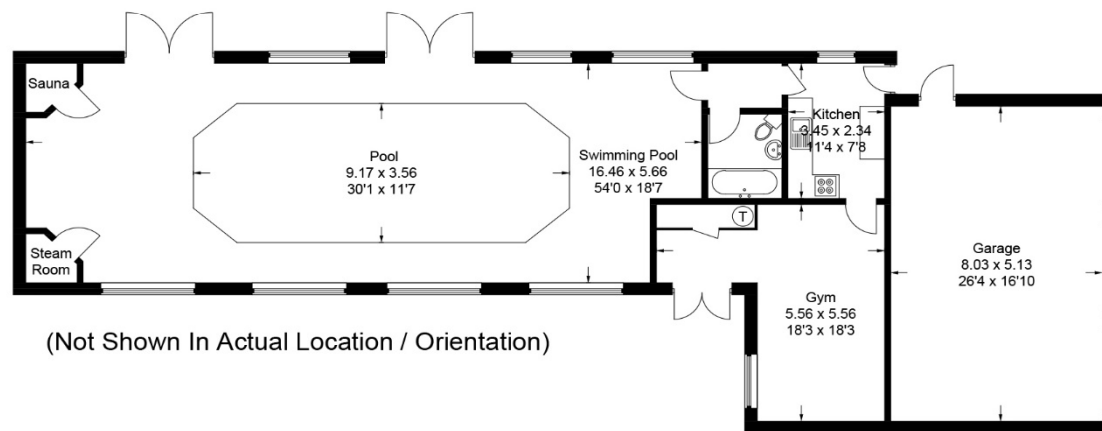 Sauna
Pool
9.17 x 3.56
30'1 x 11'7
Swimming Pool
16.46 x 5.66
54'0 x 18'7
Kitchen
3.45 x 2.34
11'4 x 7'8
Steam
Room
T
Gym
5.56 x 5.56
18'3 x 18'3
Garage
8.03 x 5.13
26'4 x 16'10
(Not Shown In Actual Location / Orientation)